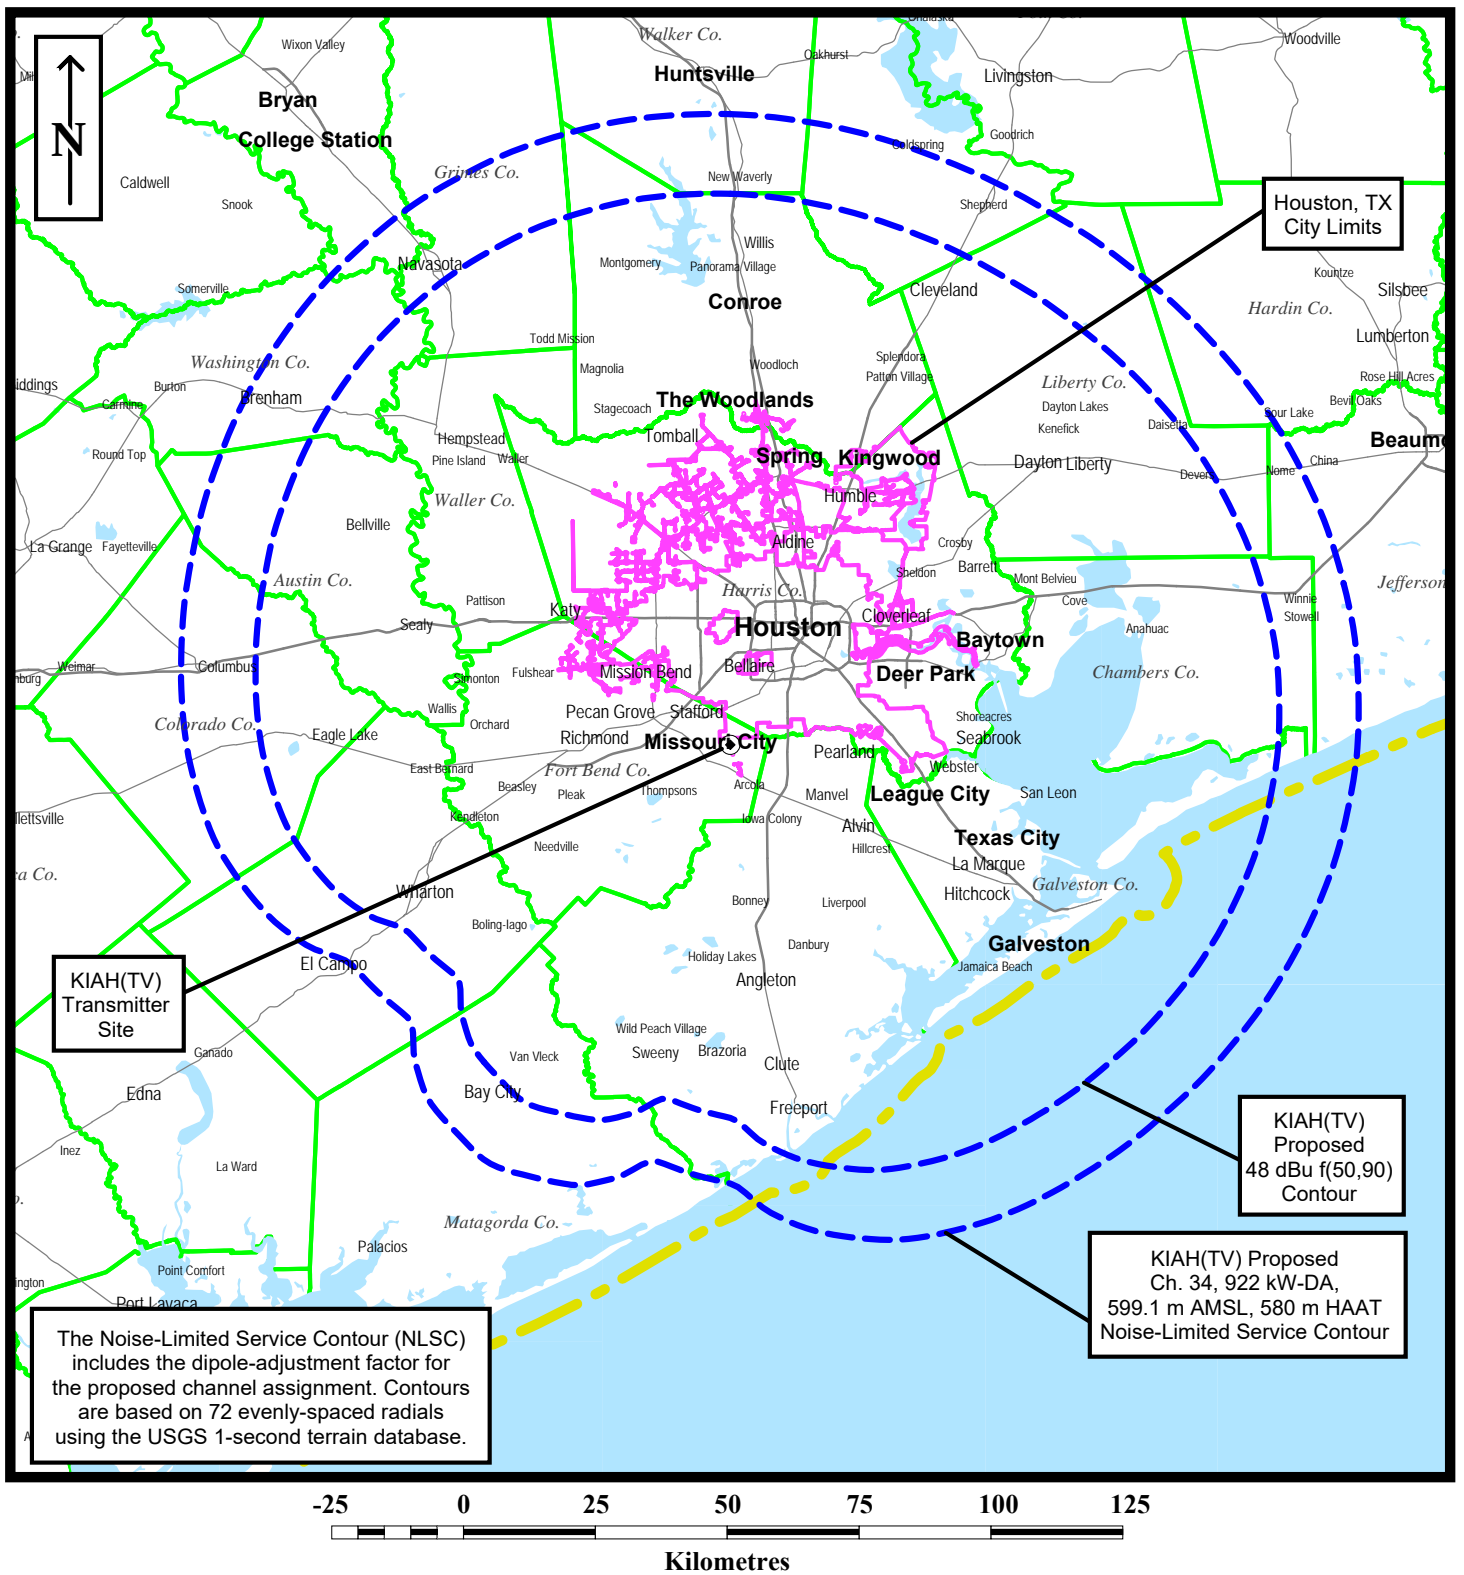 Walker Co.
Wixon Valley
Oakhurst
Woodville
Huntsville
Livingston
Bryan
N
College Station
Goodrich
Coldspring
Grimes Co.
New Waverly
Caldwell
Snook
Shepherd
Houston, TX
City Limits
Willis
Montgomery
Panorama Village
Navasota
Kountze
Somerville
Cleveland
Silsbee
Conroe
Hardin Co.
Todd Mission
Lumberton
Washington Co.
Magnolia
Woodloch
Splendora
Patton Village
Rose Hill Acres
Liberty Co.
iddings
Burton
Brenham
Carmine
Stagecoach
The Woodlands
Dayton Lakes
Bevil Oaks
Sour Lake
Kenefick
Daisetta
Hempstead
Tomball
Beaumo
Round Top
Pine Island
Waller
Spring
Kingwood
Dayton
Liberty
Devers
Nome
China
Waller Co.
Humble
Bellville
La Grange
Fayetteville
Aldine
Crosby
Barrett
Sheldon
Mont Belvieu
Austin Co.
Harris Co.
Jefferson
Pattison
Katy
Cove
Winnie
Stowell
Sealy
Houston
Cloverleaf
Anahuac
Baytown
Weimar
Columbus
Bellaire
nburg
Simonton
Fulshear
Mission Bend
Deer Park
Chambers Co.
Wallis
Pecan Grove
Stafford
Shoreacres
Colorado Co.
Orchard
Eagle Lake
Richmond
Missouri City
Pearland
Seabrook
East Bernard
Fort Bend Co.
Webster
Beasley
Pleak
Thompsons
Arcola
Manvel
League City
San Leon
llettsville
Kendleton
Iowa Colony
Alvin
Texas City
Needville
Hillcrest
La Marque
ra Co.
Wharton
Galveston Co.
Hitchcock
Bonney
Liverpool
Boling-Iago
Galveston
Danbury
Holiday Lakes
El Campo
Jamaica Beach
KIAH(TV)
Transmitter
Site
Angleton
Wild Peach Village
Ganado
Van Vleck
Sweeny
Brazoria
Clute
Edna
Bay City
Freeport
KIAH(TV)
Proposed
48 dBu f(50,90)
Contour
Inez
La Ward
Matagorda Co.
Palacios
KIAH(TV) Proposed
Ch. 34, 922 kW-DA,
599.1 m AMSL, 580 m HAAT
Noise-Limited Service Contour
Point Comfort
ington
Port Lavaca
The Noise-Limited Service Contour (NLSC)
includes the dipole-adjustment factor for
the proposed channel assignment. Contours
are based on 72 evenly-spaced radials
using the USGS 1-second terrain database.
-25 0 25 50 75 100 125
Kilometres